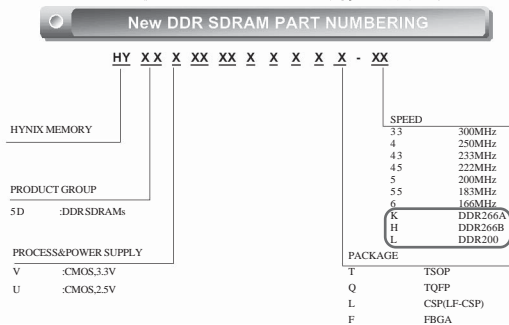 New DDR SDRAM PART NUMBERING
HY XX X XX XX X X X X X - XX
HYNIX MEMORY
PRODUCT GROUP
5D :DDRSDRAMs
PROCESS&POWER SUPPLY
V :CMOS,3.3V
U :CMOS,2.5V
SPEED
33 300MHz
4 250MHz
43 233MHz
45 222MHz
5 200MHz
55 183MHz
6 166MHz
K DDR266A
H DDR266B
L DDR200
PACKAGE
T TSOP
Q TQFP
L CSP(LF-CSP)
F FBGA